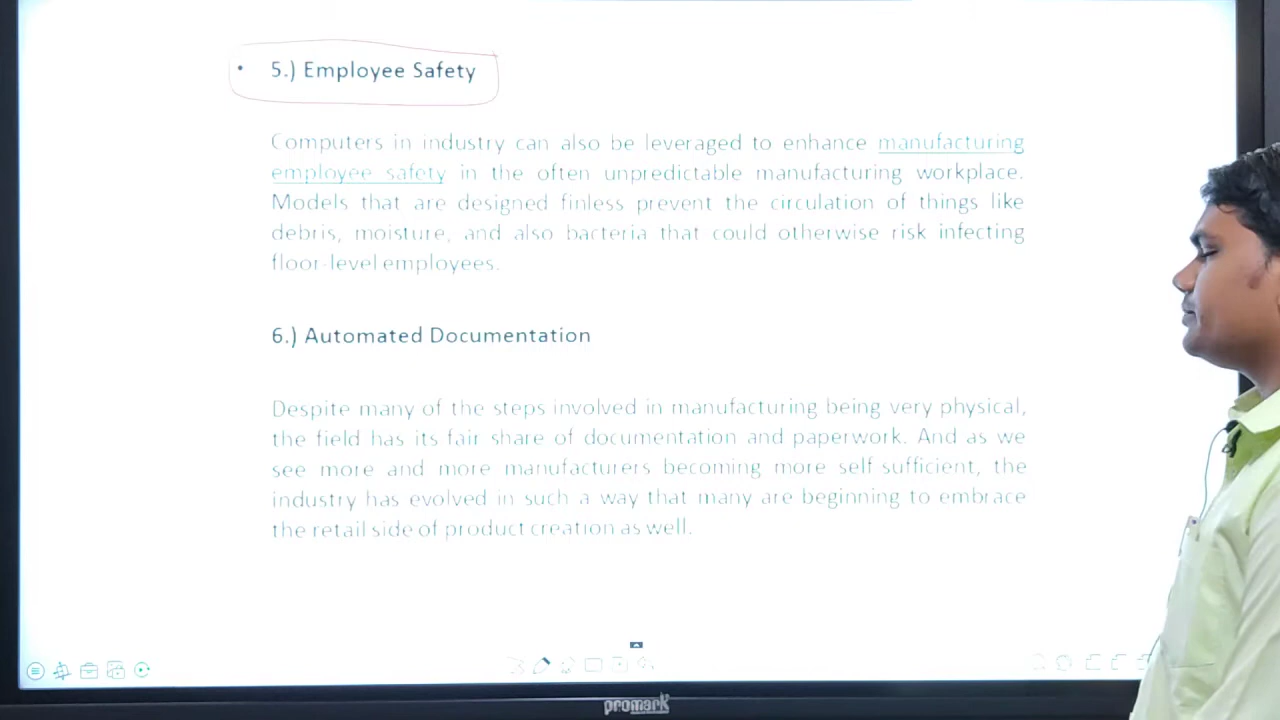 • 5.) Employee Safety
Computers in industry can also be leveraged to enhance manufacturing
employee safety in the often unpredictable manufacturing workplace.
Models that are designed finless prevent the circulation of things like
debris, moisture, and also bacteria that could otherwise risk infecting
floor-level employees.
6.) Automated Documentation
Despite many of the steps involved in manufacturing being very physical,
the field has its fair share of documentation and paperwork. And as we
see more and more manufacturers becoming more self sufficient, the
industry has evolved in such a way that many are beginning to embrace
the retail side of product creation as well.
promark